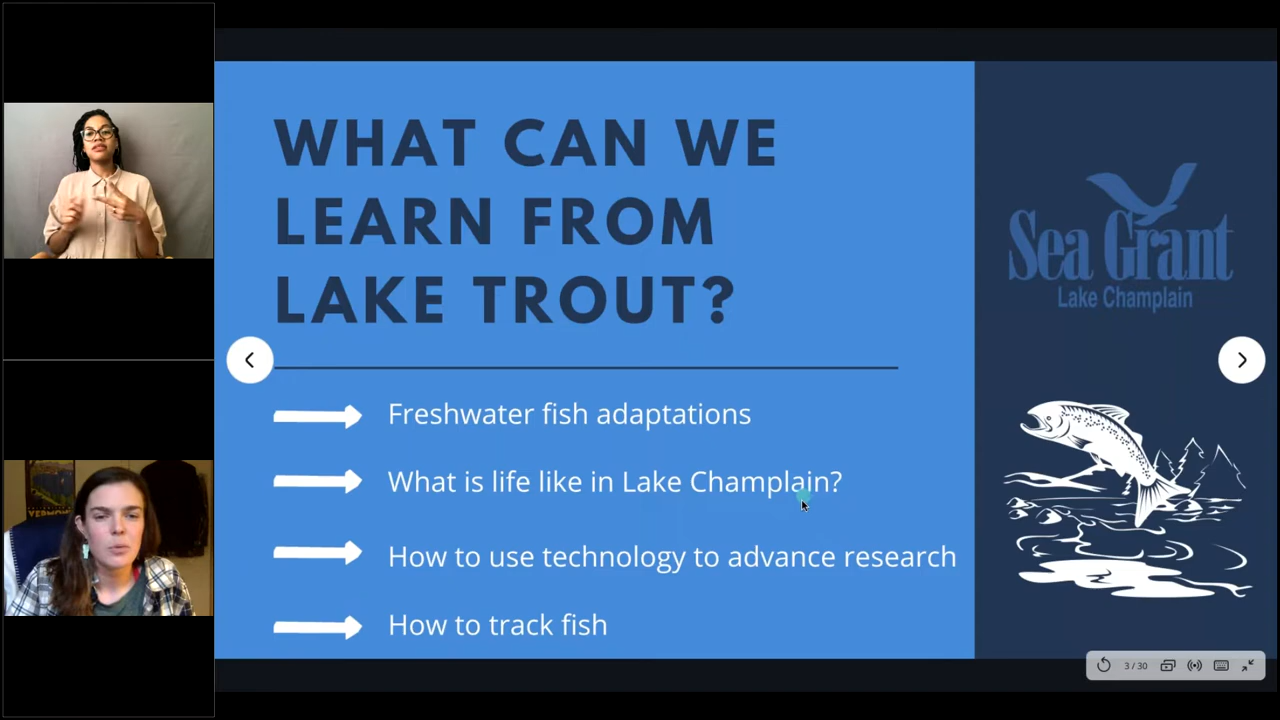 WHAT CAN WE
LEARN FROM
LAKE TROUT?
Freshwater fish adaptations
What is life like in Lake Champlain?
How to use technology to advance research
How to track fish
Sea Grant
Lake Champlain
3 / 30
VERMONT